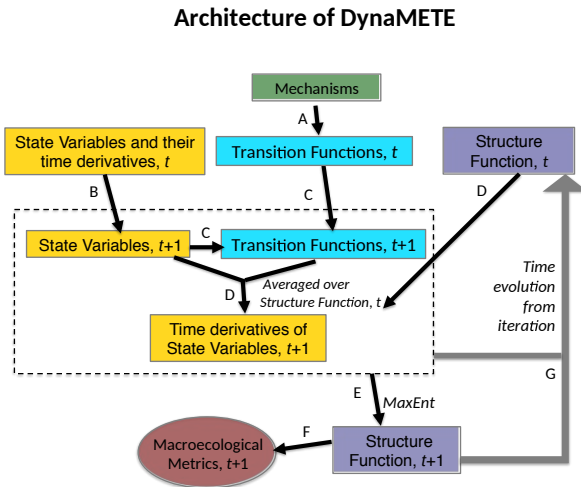 Architecture of DynaMETE
Mechanisms
A
State Variables and their
time derivatives, t
Transition Functions, t
Structure
Function, t
B
C
D
State Variables, t+1
C
Transition Functions, t+1
D
Averaged over
Structure Function, t
Time
evolution
from
iteration
Time derivatives of
State Variables, t+1
G
E
MaxEnt
F
Macroecological
Metrics, t+1
Structure
Function, t+1